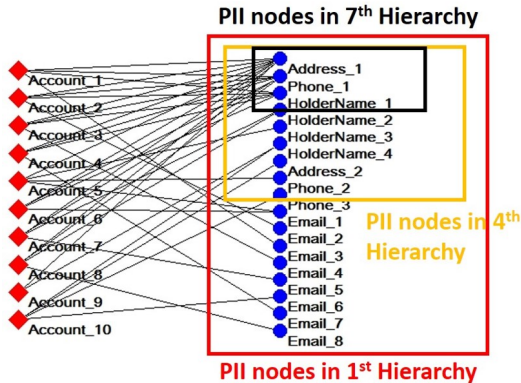 PII nodes in 7th Hierarchy
Account_1
Account_2
Account_3
Account_4
Account_5
Account_6
Account_7
Account_8
Account_9
Account_10
Address_1
Phone_1
HolderName_1
HolderName_2
HolderName_3
HolderName_4
Address_2
Phone_2
Phone_3
Email_1
Email_2
Email_3
Email_4
Email_5
Email_6
Email_7
Email_8
PII nodes in 4th
Hierarchy
PII nodes in 1st Hierarchy